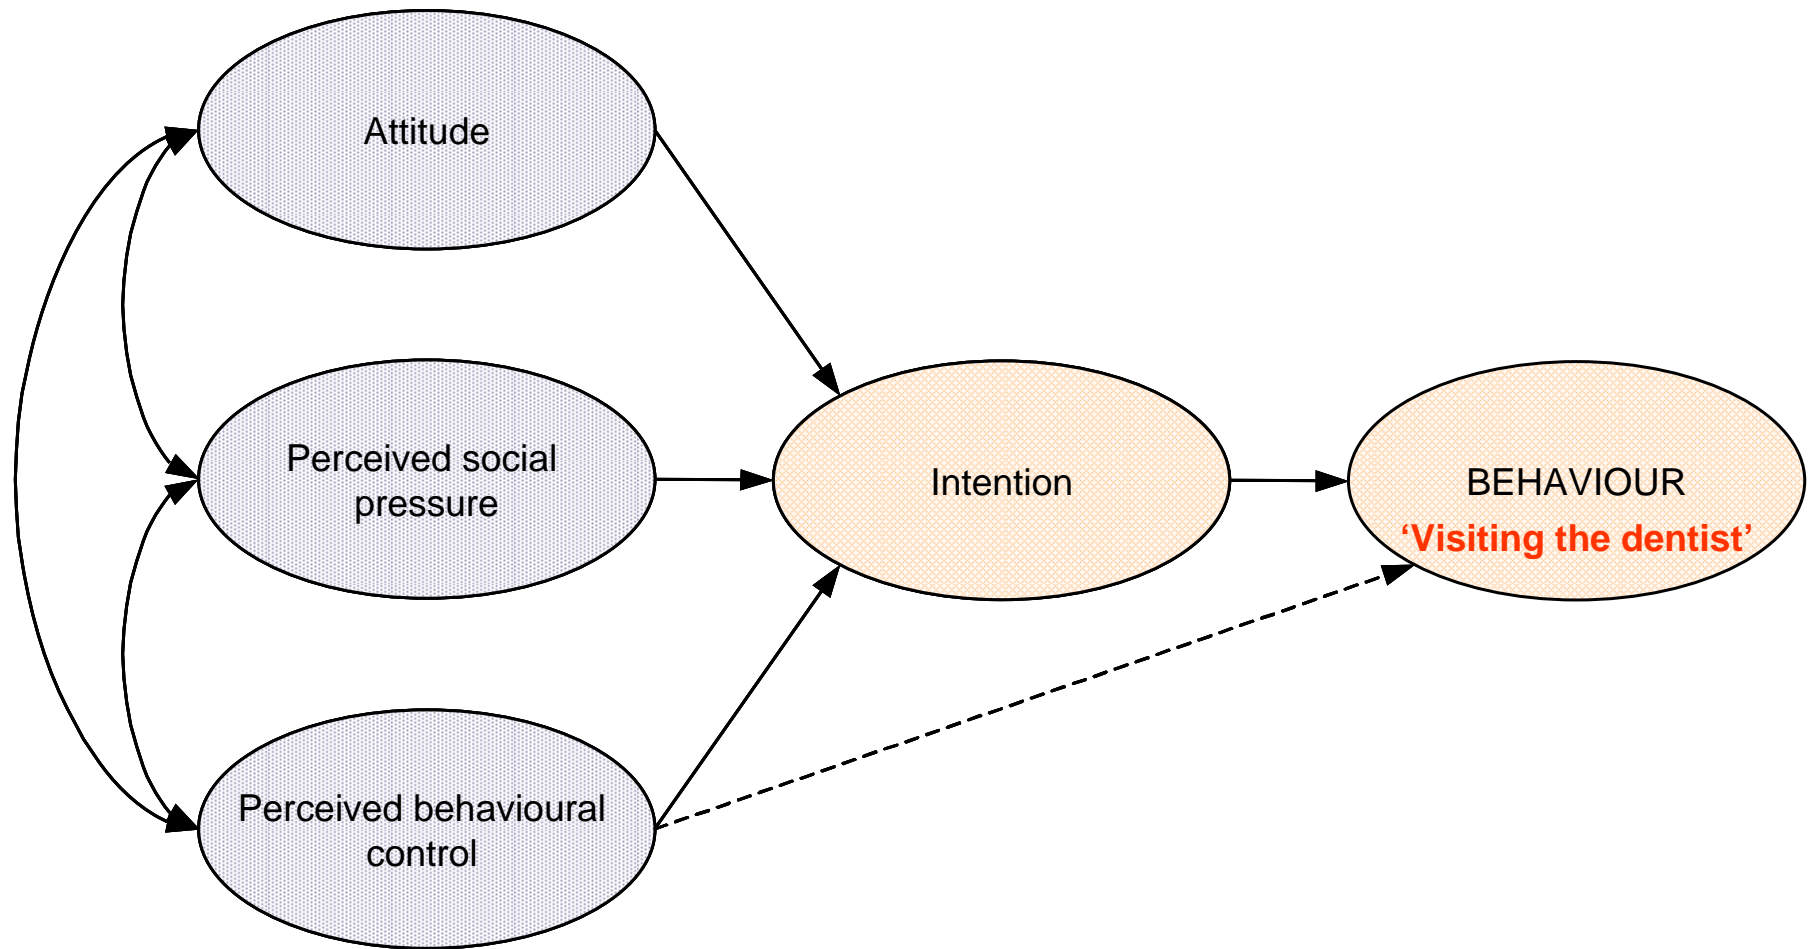 Attitude
Perceived social
pressure
Intention
BEHAVIOUR
‘Visiting the dentist’
Perceived behavioural
control